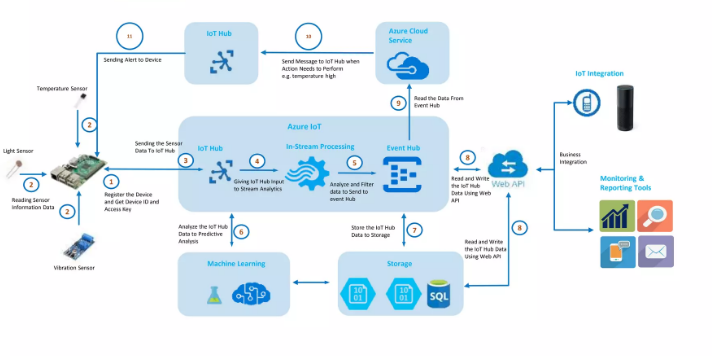 11
IoT Hub
10
Azure Cloud
Service
Sending Alert to Device
Send Message to IoT Hub when
Action Needs to Perform
e.g. temperature high
IoT Integration
Temperature Sensor
9
Read the Data From
Event Hub
2
Azure IoT
Sending the Sensor
Data To IoT Hub
IoT Hub
In-Stream Processing
Event Hub
Light Sensor
3
4
5
8
Business
Integration
2
1
Giving IoT Hub Input
to Stream Analytics
Analyze and Filter
data to Send to
event Hub
Read and Write
the IoT Hub
Data Using Web
API
Web API
Monitoring &
Reporting Tools
Reading Sensor
Information Data
2
Register the Device
and Get Device ID and
Access Key
Analyze the IoT Hub
Data to Predictive
Analysis
6
Store the IoT Hub
Data to Storage
7
8
Read and Write
the IoT Hub Data
Using Web API
Vibration Sensor
Machine Learning
Storage
10
01
10
01
SQL